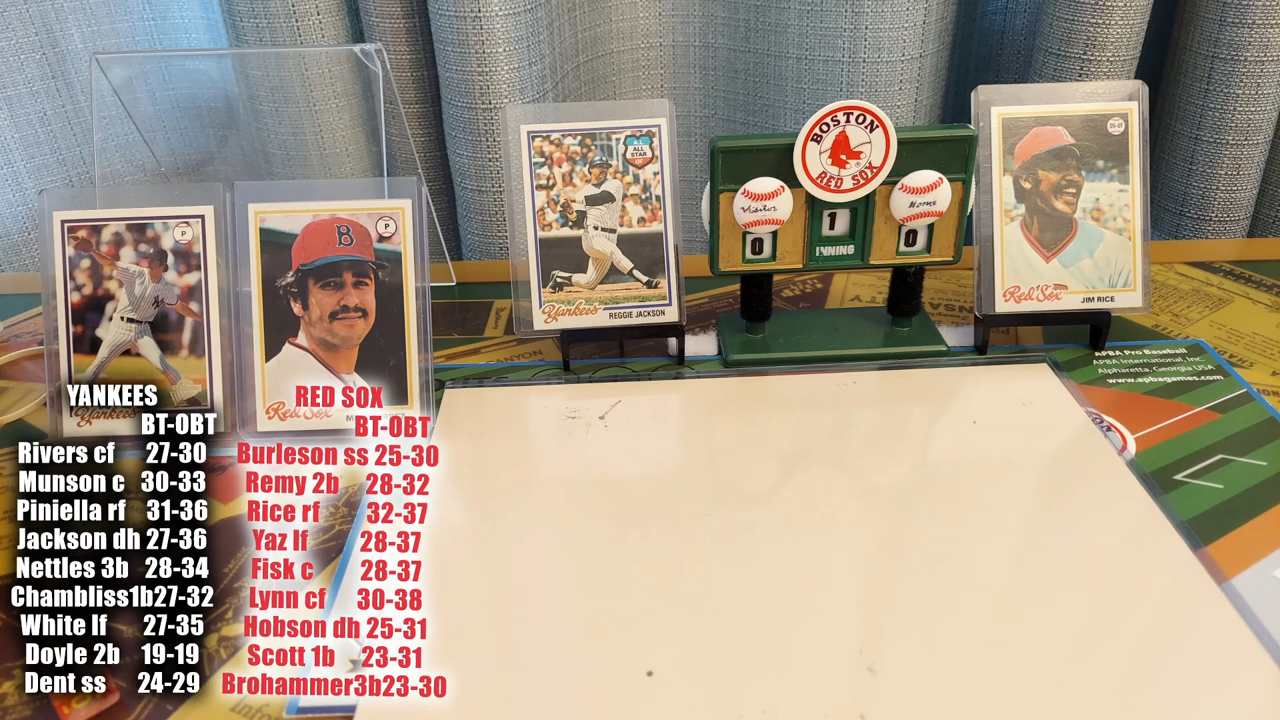 A.L.
ALL
STAR
OF
Yankees
REGGIE JACKSON
BOSTON
RED SOX
Visitor
Home
0
1
0
INNING
DH-OF
Red Sox
JIM RICE
P
P
Yankees
Red Sox
APBA Pro Baseball
APBA International, Inc.
Alpharetta, Georgia USA
www.apbagames.com
YANKEES
BT-OBT
Rivers cf 27-30
Munson c 30-33
Piniella rf 31-36
Jackson dh 27-36
Nettles 3b 28-34
Chambliss1b27-32
White lf 27-35
Doyle 2b 19-19
Dent ss 24-29
RED SOX
BT-OBT
Burleson ss 25-30
Remy 2b 28-32
Rice rf 32-37
Yaz lf 28-37
Fisk c 28-37
Lynn cf 30-38
Hobson dh 25-31
Scott 1b 23-31
Brohammer3b23-30